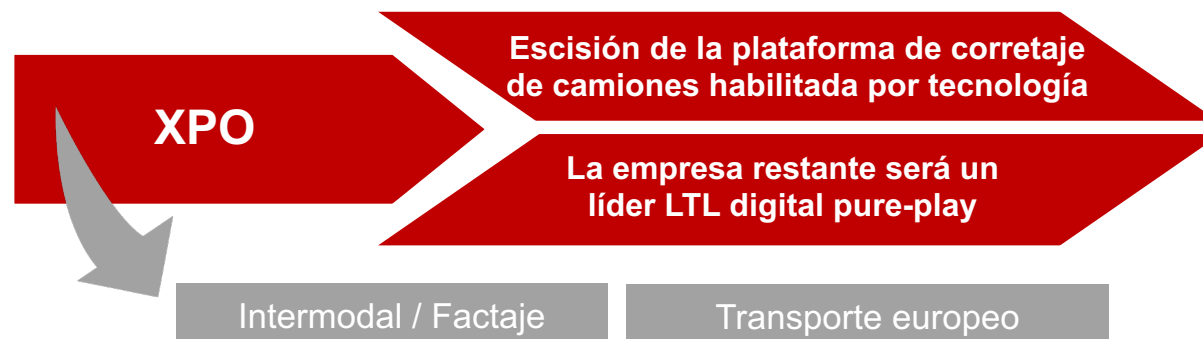 XPO
Escisión de la plataforma de corretaje
de camiones habilitada por tecnología
La empresa restante será un
líder LTL digital pure-play
Intermodal / Factaje
Transporte europeo